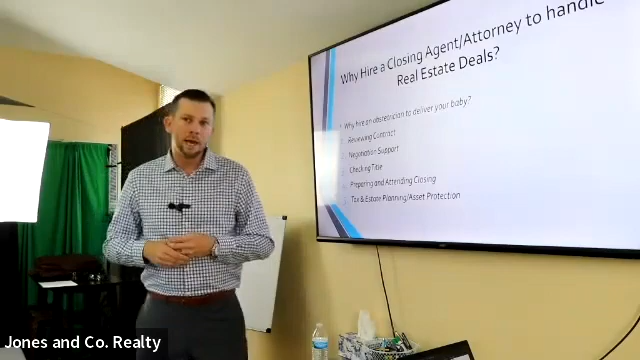 Why Hire a Closing Agent/Attorney to handle
Real Estate Deals?
Why hire an obstetrician to deliver your baby?
Reviewing Contract
Negotiation Support
Checking Title
Preparing and Attending Closing
Tax & Estate Planning/Asset Protection
Jones and Co. Realty